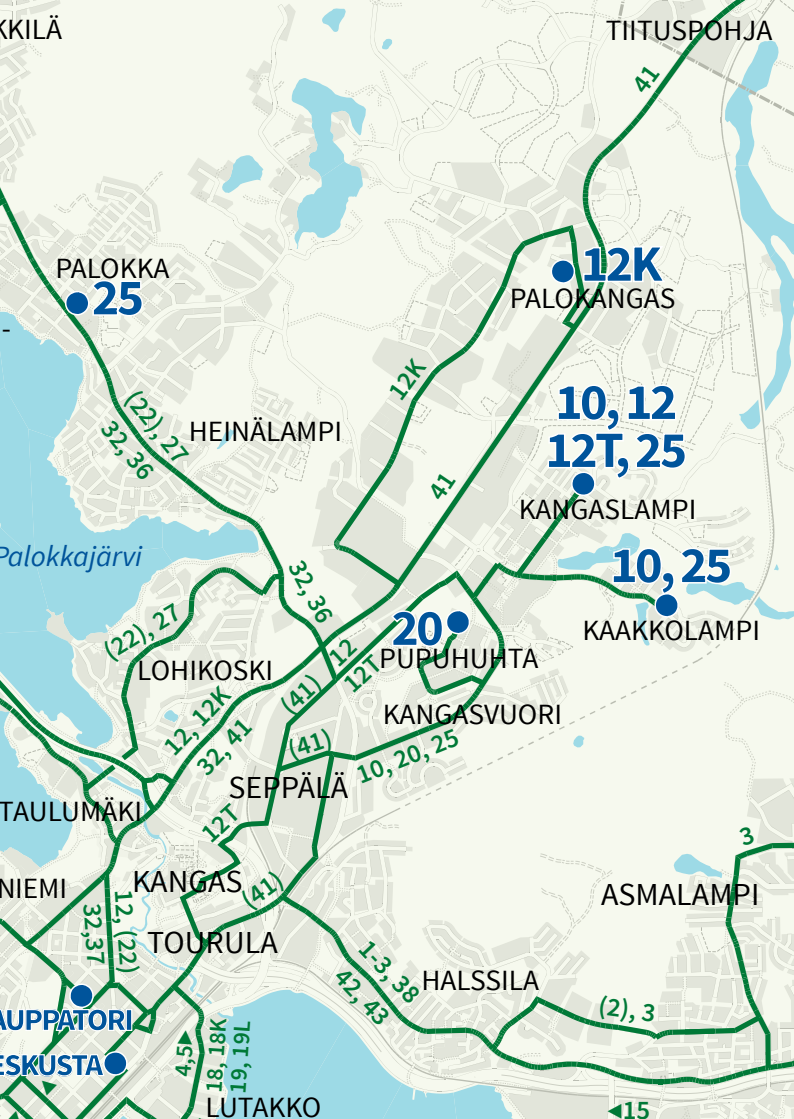 KKILÄ
TIITUSPOHJA
41
PALOKKA
25
12K
PALOKANGAS
-
12K
(22), 27
32, 36
HEINÄLAMPI
10, 12
12T, 25
41
KANGASLAMPI
Palokkajärvi
32, 36
10, 25
(22), 27
20
KAAKKOLAMPI
12
12T
PUPUHUHTA
LOHIKOSKI
(41)
12, 12K
32, 41
KANGASVUORI
(41)
10, 20, 25
SEPPÄLÄ
TAULUMÄKI
12T
3
NIEMI
KANGAS
(41)
ASMALAMPI
12, (22)
32,37
TOURULA
1-3, 38
42, 43
HALSSILA
(2), 3
AUPPATORI
ESKUSTA
4,5▲
18, 18K
19, 19L
LUTAKKO
◄15